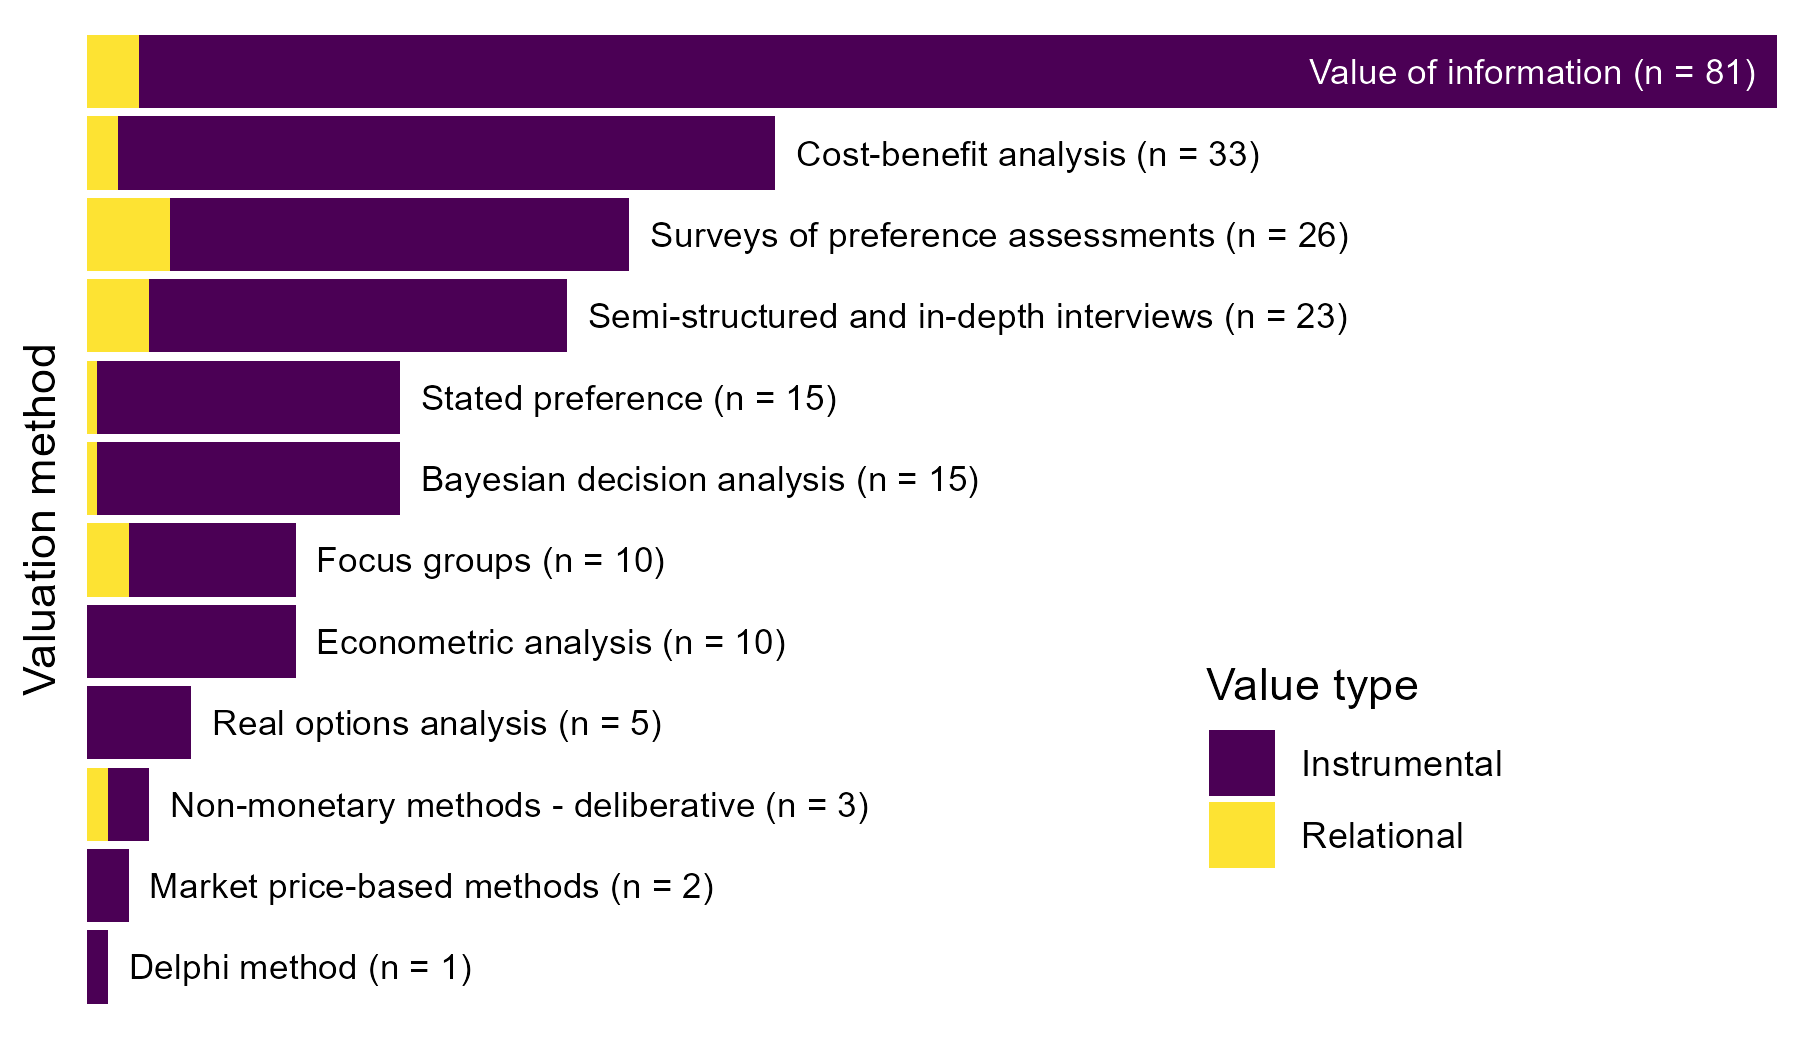 Value of information (n = 81)
Cost-benefit analysis (n = 33)
Surveys of preference assessments (n = 26)
Semi-structured and in-depth interviews (n = 23)
Stated preference (n = 15)
Bayesian decision analysis (n = 15)
Focus groups (n = 10)
Econometric analysis (n = 10)
Real options analysis (n = 5)
Non-monetary methods - deliberative (n = 3)
Market price-based methods (n = 2)
Delphi method (n = 1)
Valuation method
Value type
Instrumental
Relational